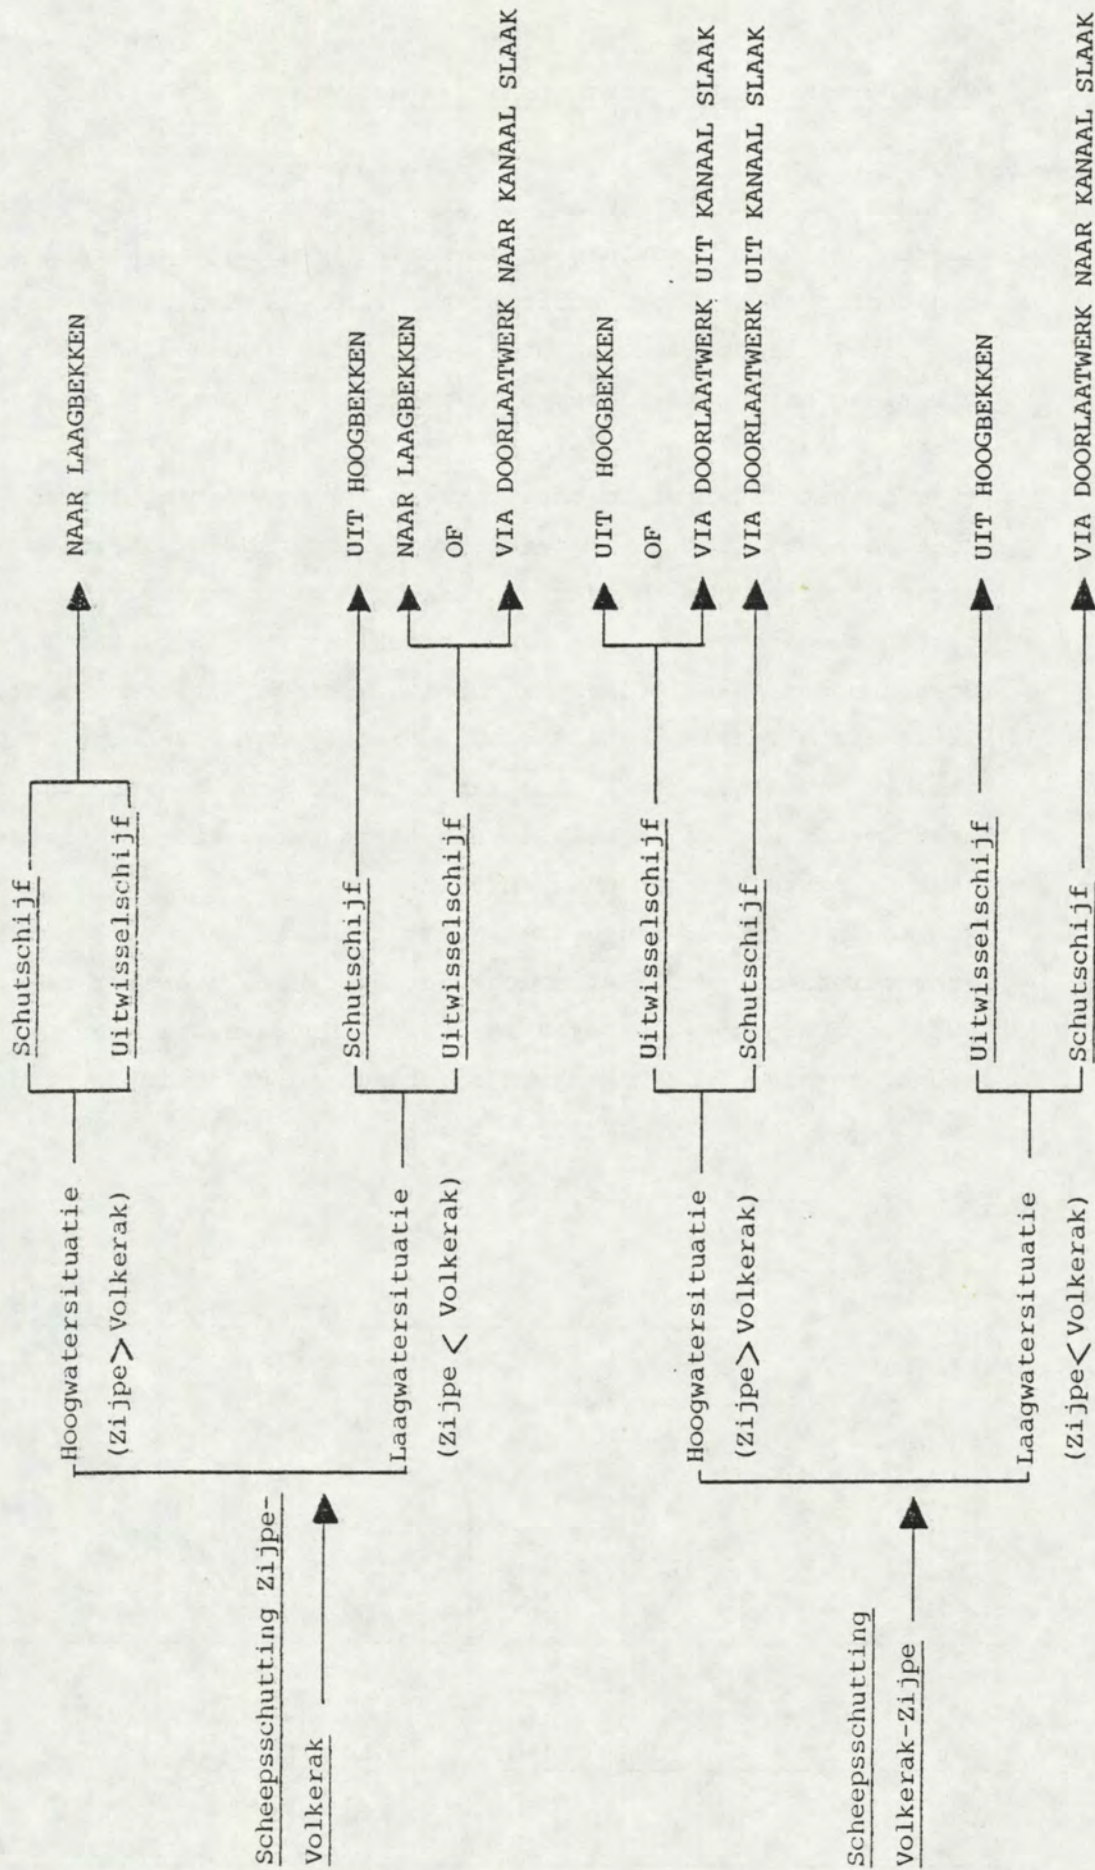 Schutschijf
Hoogwatersituatie
NAAR LAAGBEKKEN
(Zijpe>Volkerak)
Uitwisselschijf
Scheepsschutting Zijpe-
Volkerak
Schutschijf
UIT HOOGBEKKEN
Laagwatersituatie
NAAR LAAGBEKKEN
(Zijpe < Volkerak)
Uitwisselschijf
OF
VIA DOORLAATWERK NAAR KANAAL SLAAK
UIT HOOGBEKKEN
Uitwisselschijf
OF
Hoogwatersituatie
VIA DOORLAATWERK UIT KANAAL SLAAK
(Zijpe>Volkerak)
Schutschijf
VIA DOORLAATWERK UIT KANAAL SLAAK
Scheepsschutting
Volkerak-Zijpe
Uitwisselschijf
UIT HOOGBEKKEN
Laagwatersituatie
(Zijpe<Volkerak)
Schutschijf
VIA DOORLAATWERK NAAR KANAAL SLAAK